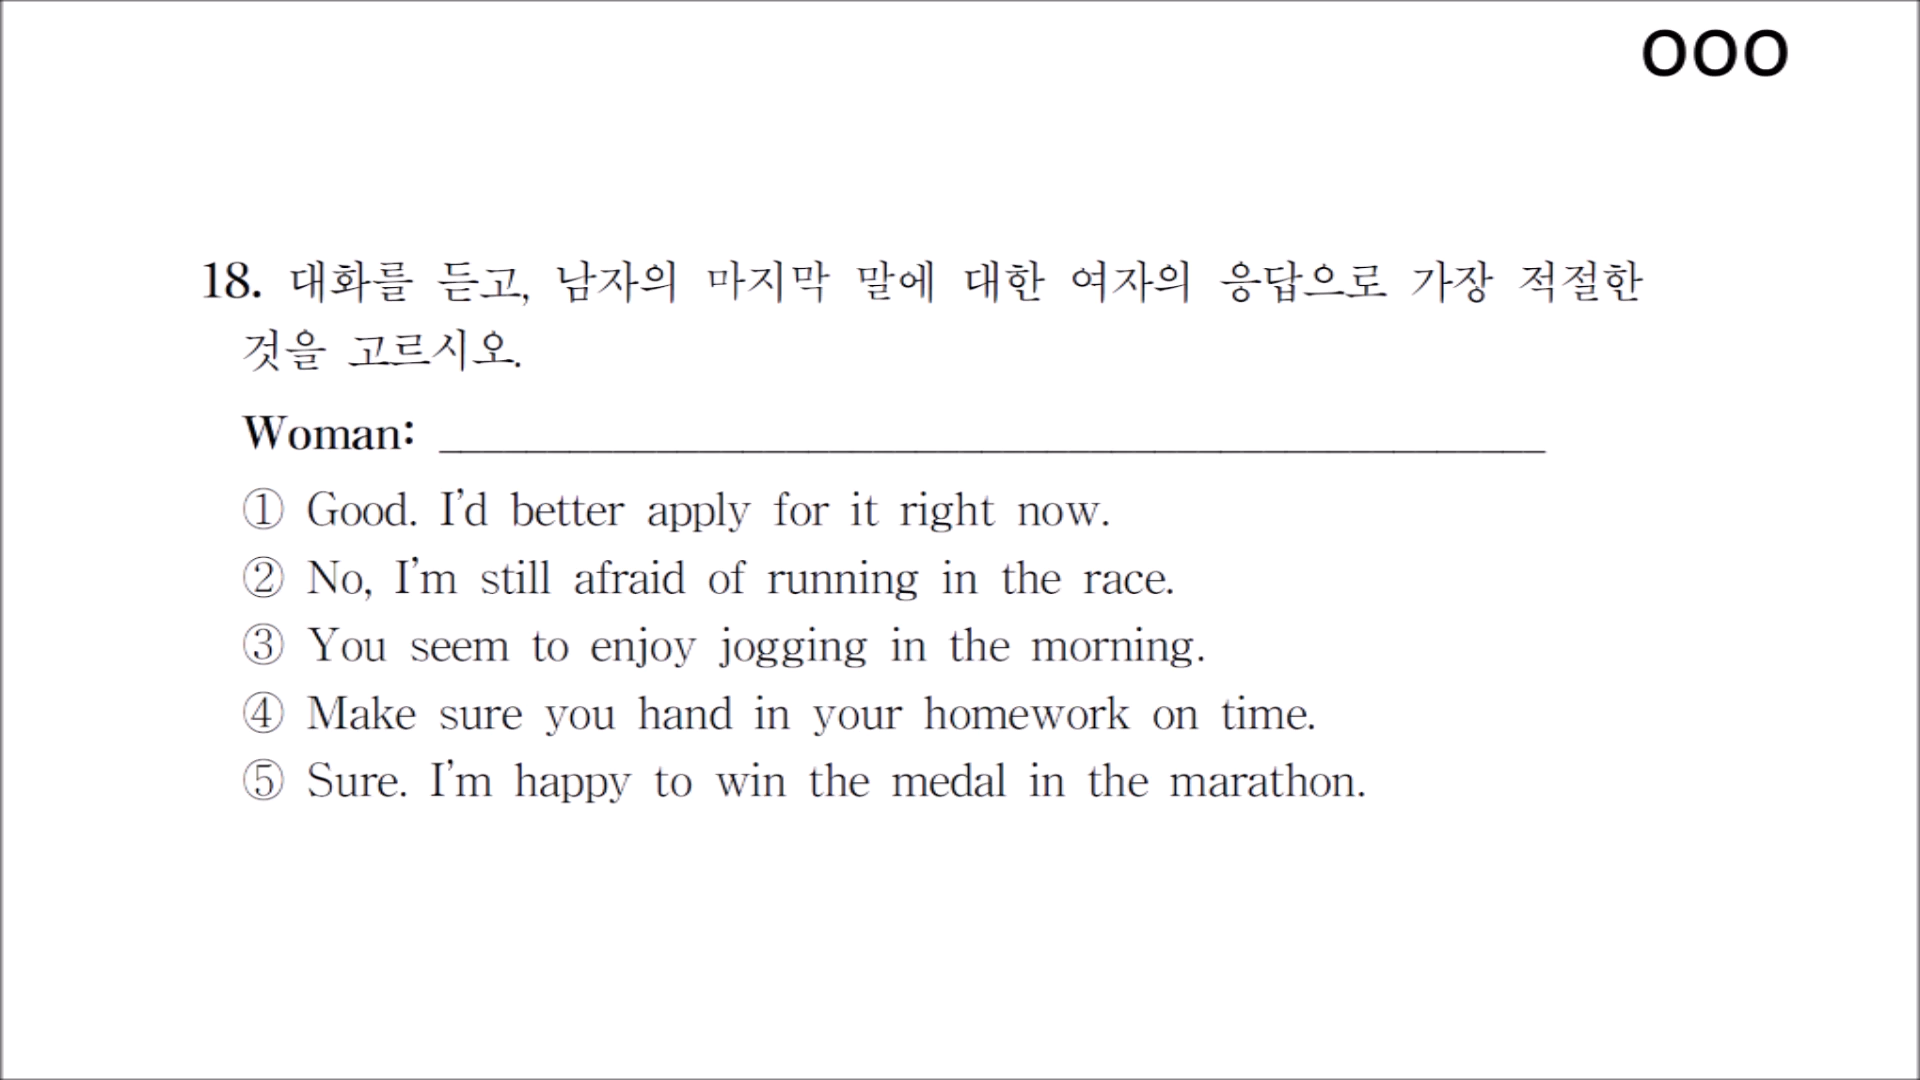 OOO
18. 대화를 듣고, 남자의 마지막 말에 대한 여자의 응답으로 가장 적절한
것을 고르시오.
Woman: ___________________________________________
① Good. I'd better apply for it right now.
② No, I'm still afraid of running in the race.
③ You seem to enjoy jogging in the morning.
④ Make sure you hand in your homework on time.
⑤ Sure. I'm happy to win the medal in the marathon.